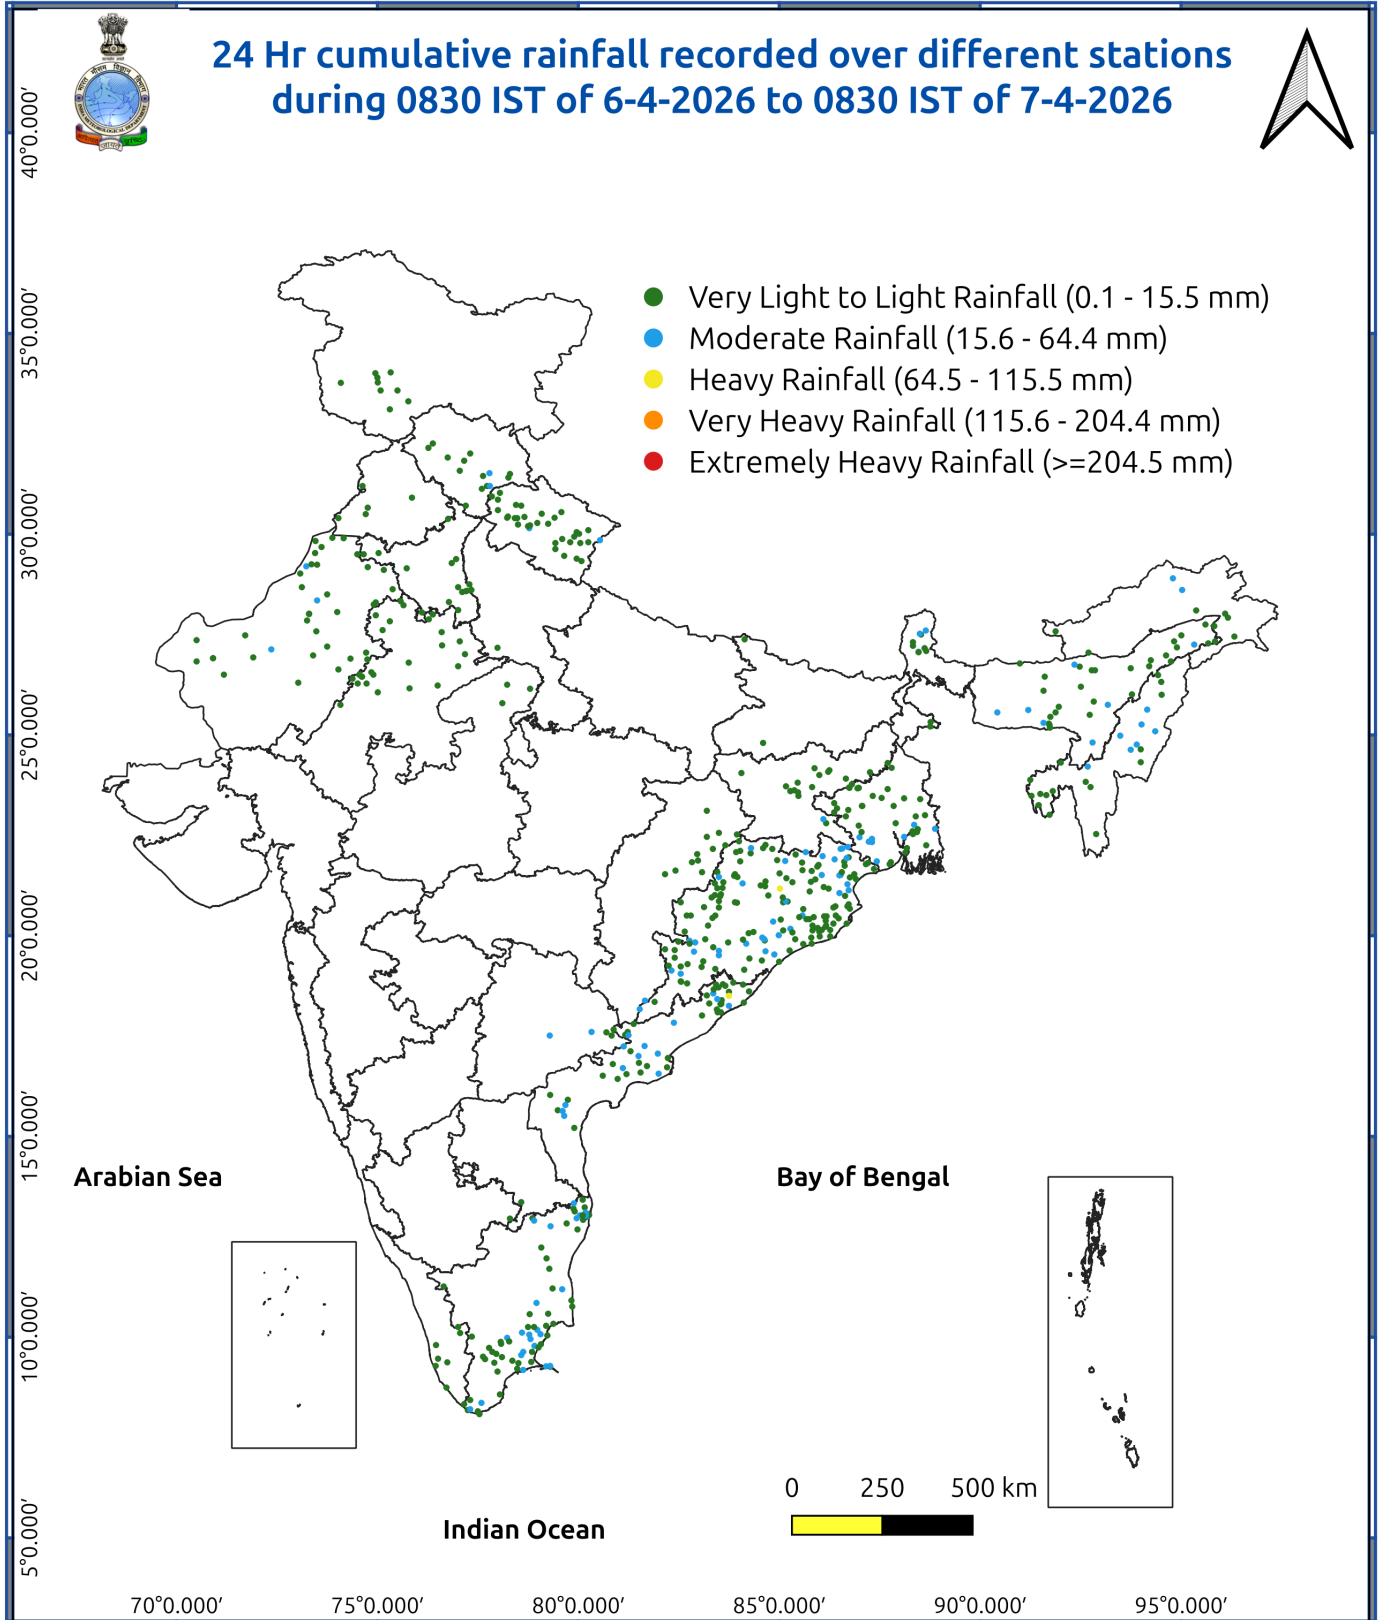 24 Hr cumulative rainfall recorded over different stations
during 0830 IST of 6-4-2026 to 0830 IST of 7-4-2026
40°0.000′
35°0.000′
30°0.000′
25°0.000′
20°0.000′
15°0.000′
10°0.000′
5°0.000′
Very Light to Light Rainfall (0.1 - 15.5 mm)
Moderate Rainfall (15.6 - 64.4 mm)
Heavy Rainfall (64.5 - 115.5 mm)
Very Heavy Rainfall (115.6 - 204.4 mm)
Extremely Heavy Rainfall (>=204.5 mm)
Arabian Sea
Bay of Bengal
0 250 500 km
Indian Ocean
70°0.000′ 75°0.000′ 80°0.000′ 85°0.000′ 90°0.000′ 95°0.000′